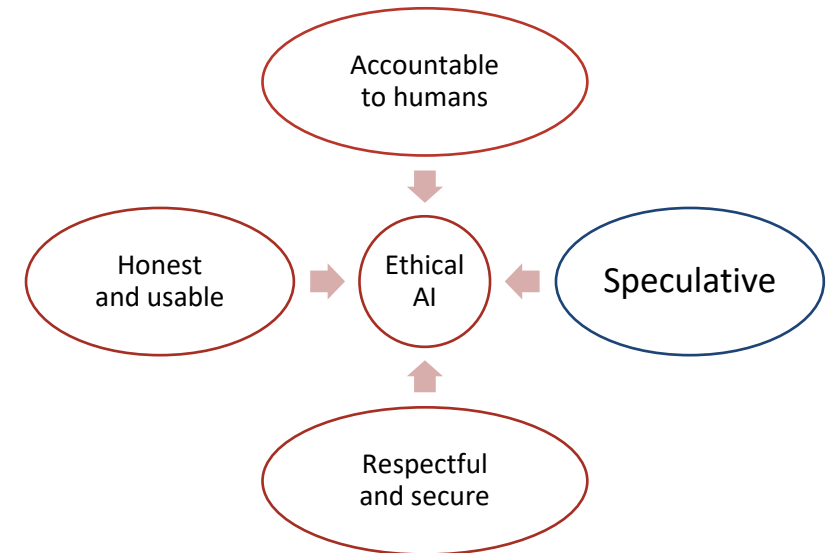 Accountable
to humans
Honest
and usable
Ethical
AI
Speculative
Respectful
and secure